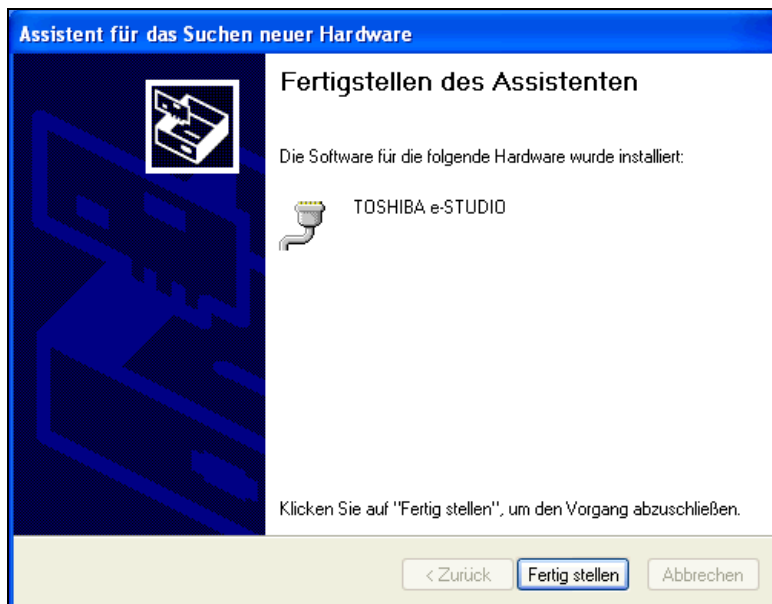 Assistent für das Suchen neuer Hardware
Fertigstellen des Assistenten
Die Software für die folgende Hardware wurde installiert:
TOSHIBA e-STUDIO
Klicken Sie auf "Fertig stellen", um den Vorgang abzuschließen.
< Zurück Fertig stellen Abbrechen